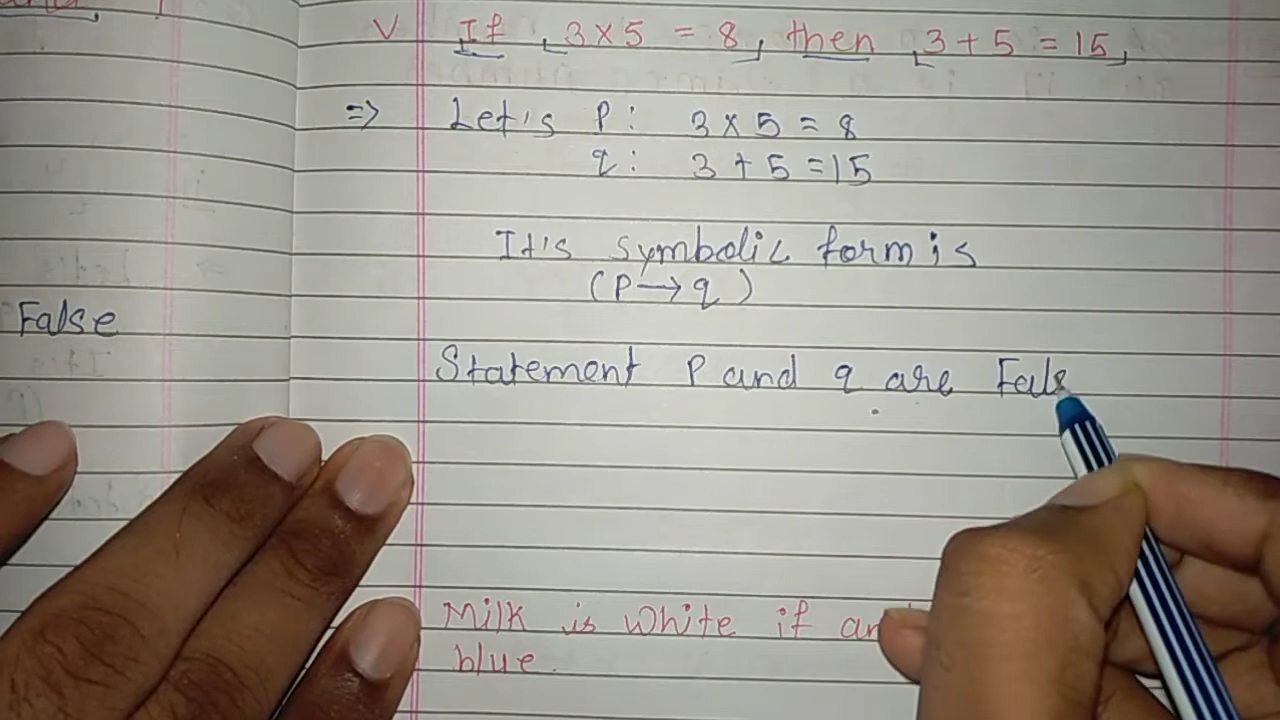 V If 3×5 = 8, then 3+5 = 15,
=> Let's P: 3×5 = 8
q: 3+5 =15
It's symbolic form is
(P→q)
False
Statement P and q are Fals
Milk is white if
blue.